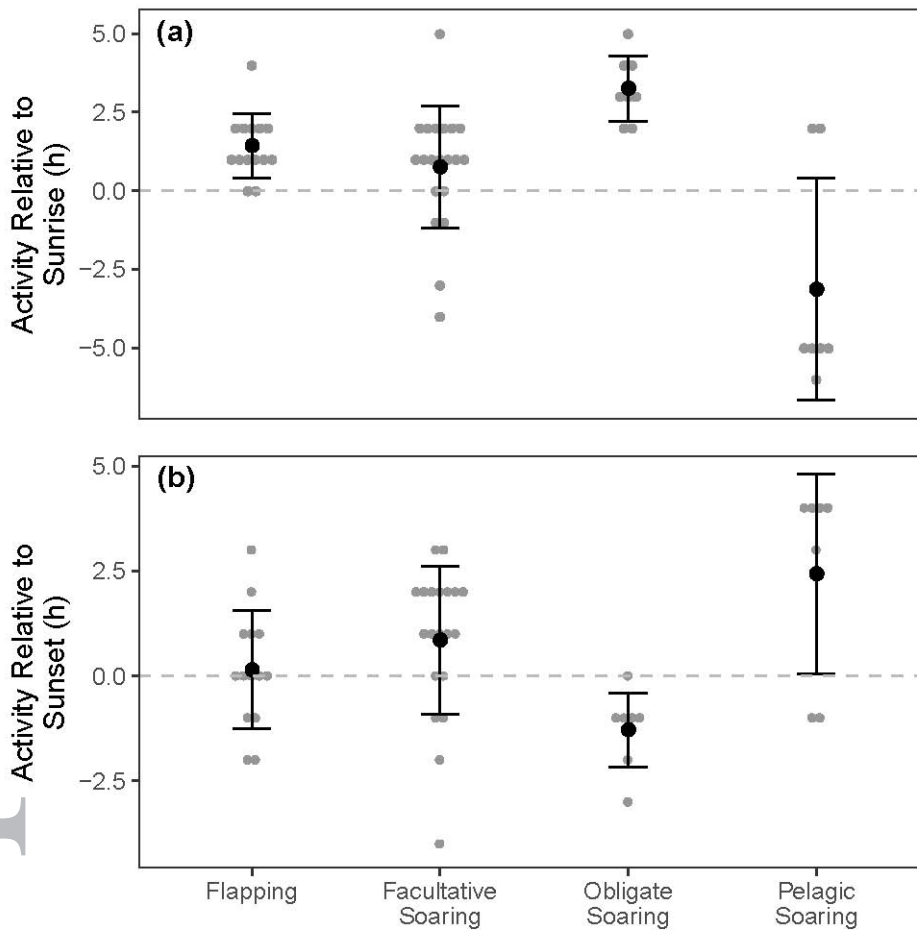 (a)
Activity Relative to
Sunrise (h)
5.0
2.5
0.0
−2.5
−5.0
(b)
Activity Relative to
Sunset (h)
5.0
2.5
0.0
−2.5
Flapping
Facultative
Soaring
Obligate
Soaring
Pelagic
Soaring